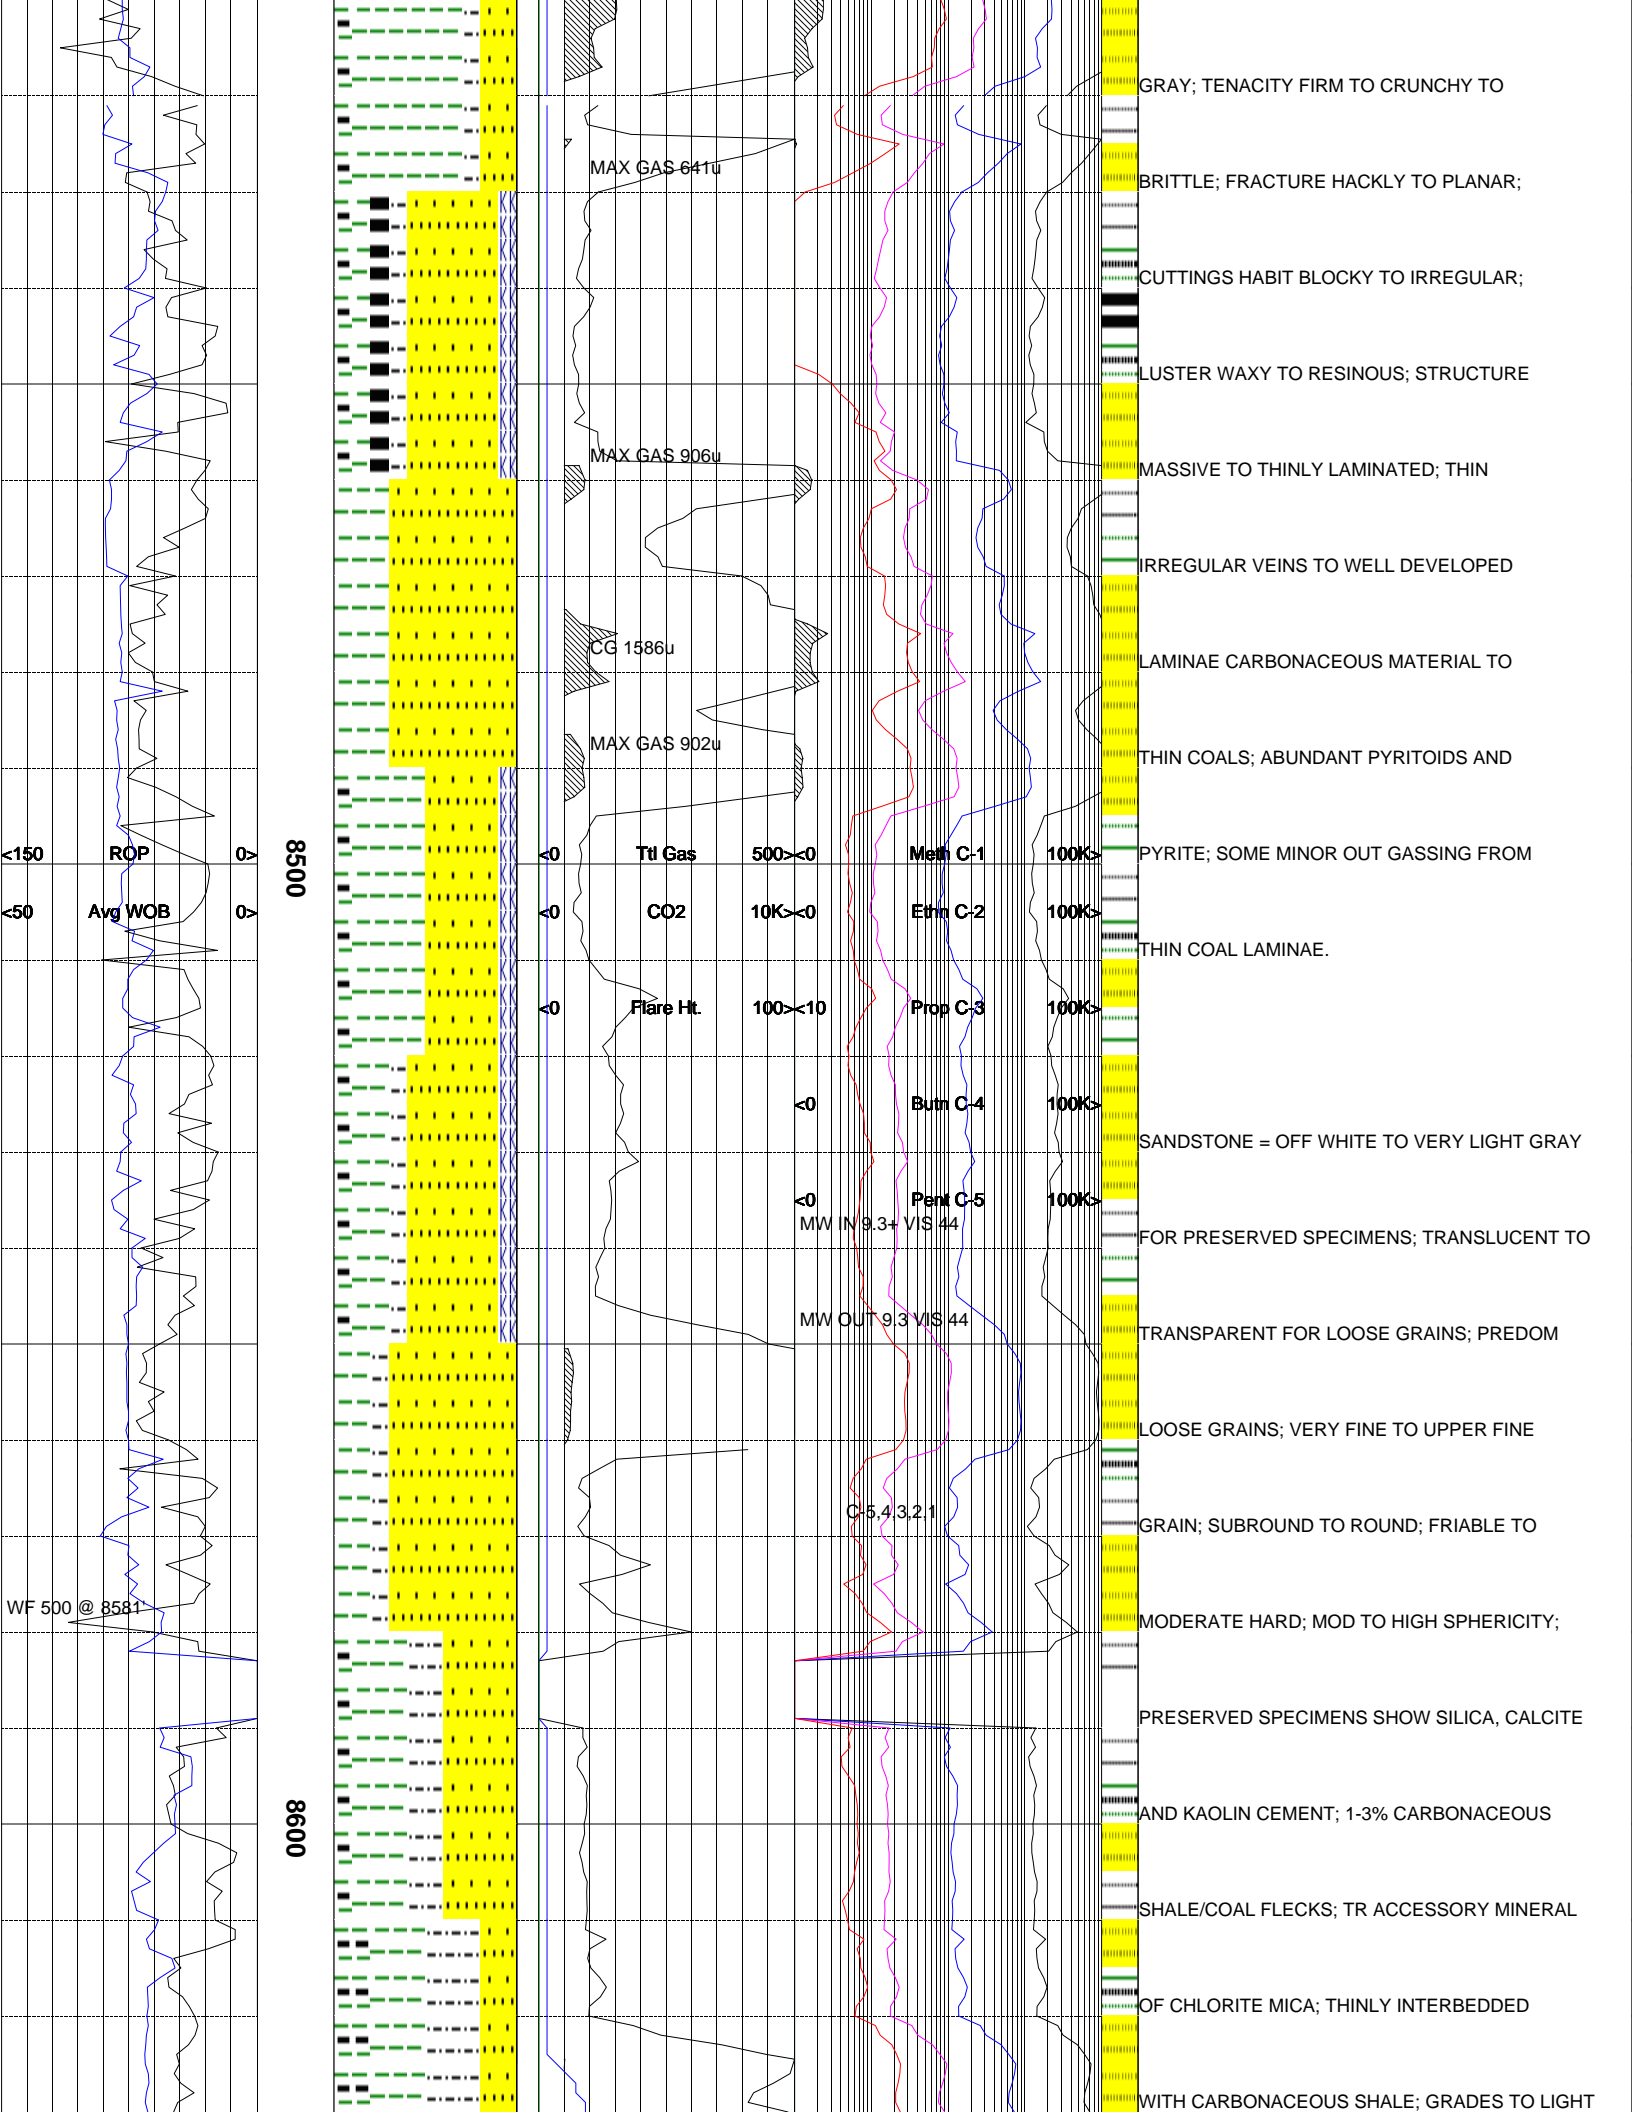 GRAY; TENACITY FIRM TO CRUNCHY TO
MAX GAS 641u
BRITTLE; FRACTURE HACKLY TO PLANAR;
CUTTINGS HABIT BLOCKY TO IRREGULAR;
LUSTER WAXY TO RESINOUS; STRUCTURE
MAX GAS 906u
MASSIVE TO THINLY LAMINATED; THIN
IRREGULAR VEINS TO WELL DEVELOPED
CG 1586u
LAMINAE CARBONACEOUS MATERIAL TO
MAX GAS 902u
THIN COALS; ABUNDANT PYRITOIDS AND
<150 ROP 0> 8500 <0 Ttl Gas 500><0 Meth C-1 100K>
PYRITE; SOME MINOR OUT GASSING FROM
<50 Avg WOB 0> <0 CO2 10K><0 Ethn C-2 100K>
THIN COAL LAMINAE.
<0 Flare Ht. 100><10 Prop C-3 100K>
<0 Butn C-4 100K>
SANDSTONE = OFF WHITE TO VERY LIGHT GRAY
<0 Pent C-5 100K>
MW IN 9.3+ VIS 44
FOR PRESERVED SPECIMENS; TRANSLUCENT TO
MW OUT 9.3 VIS 44
TRANSPARENT FOR LOOSE GRAINS; PREDOM
LOOSE GRAINS; VERY FINE TO UPPER FINE
C-5,4,3,2,1
GRAIN; SUBROUND TO ROUND; FRIABLE TO
WF 500 @ 8581'
MODERATE HARD; MOD TO HIGH SPHERICITY;
PRESERVED SPECIMENS SHOW SILICA, CALCITE
8600
AND KAOLIN CEMENT; 1-3% CARBONACEOUS
SHALE/COAL FLECKS; TR ACCESSORY MINERAL
OF CHLORITE MICA; THINLY INTERBEDDED
WITH CARBONACEOUS SHALE; GRADES TO LIGHT